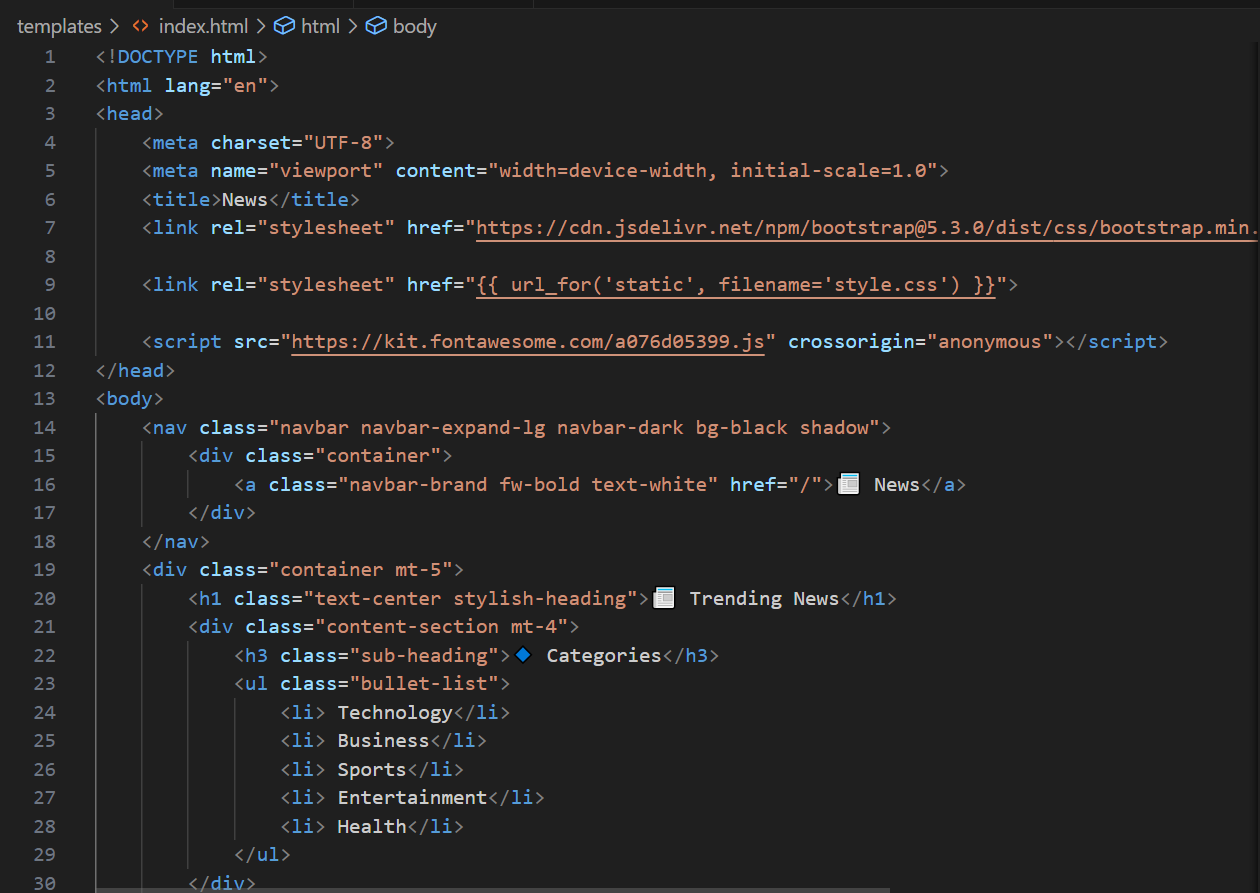 templates > <> index.html > html > body
1 <!DOCTYPE html>
2 <html lang="en">
3 <head>
4     <meta charset="UTF-8">
5     <meta name="viewport" content="width=device-width, initial-scale=1.0">
6     <title>News</title>
7     <link rel="stylesheet" href="https://cdn.jsdelivr.net/npm/bootstrap@5.3.0/dist/css/bootstrap.min.
8
9     <link rel="stylesheet" href="{{ url_for('static', filename='style.css') }}">
10
11     <script src="https://kit.fontawesome.com/a076d05399.js" crossorigin="anonymous"></script>
12 </head>
13 <body>
14     <nav class="navbar navbar-expand-lg navbar-dark bg-black shadow">
15         <div class="container">
16             <a class="navbar-brand fw-bold text-white" href="/">📰 News</a>
17         </div>
18     </nav>
19     <div class="container mt-5">
20         <h1 class="text-center stylish-heading">📰 Trending News</h1>
21         <div class="content-section mt-4">
22             <h3 class="sub-heading">🔹 Categories</h3>
23             <ul class="bullet-list">
24                 <li> Technology</li>
25                 <li> Business</li>
26                 <li> Sports</li>
27                 <li> Entertainment</li>
28                 <li> Health</li>
29             </ul>
30         </div>